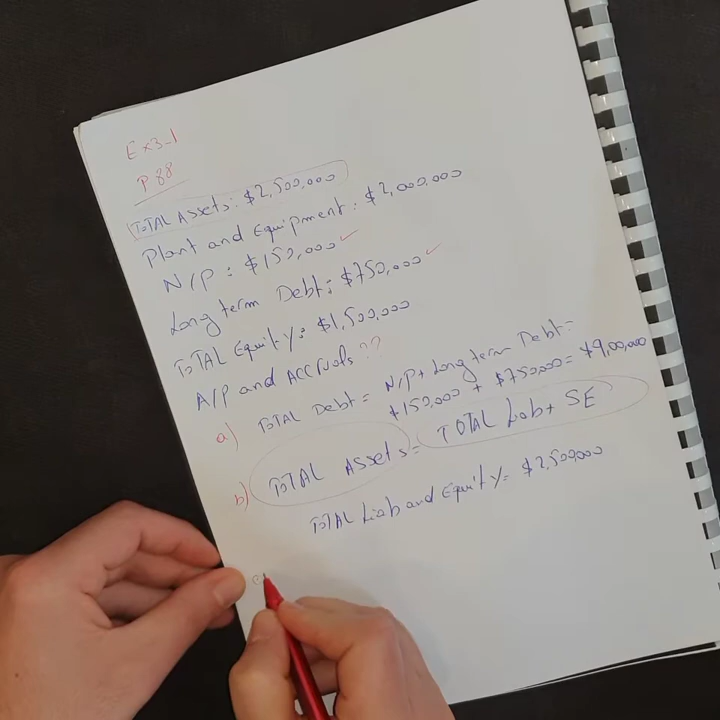 Ex3-1
P.88
TOTAL Assets: $2,500,000
Plant and Equipment: $2,000,000
N/P: $150,000 ✓
Long term Debt: $750,000 ✓
TOTAL Equity: $1,500,000
A/P and Accruals ??
a) TOTAL Debt = N/P + Long term Debt =
$150,000 + $750,000 = $9,00,000
b) TOTAL Assets = TOTAL Liab + SE
TOTAL Liab and Equity = $2,500,000